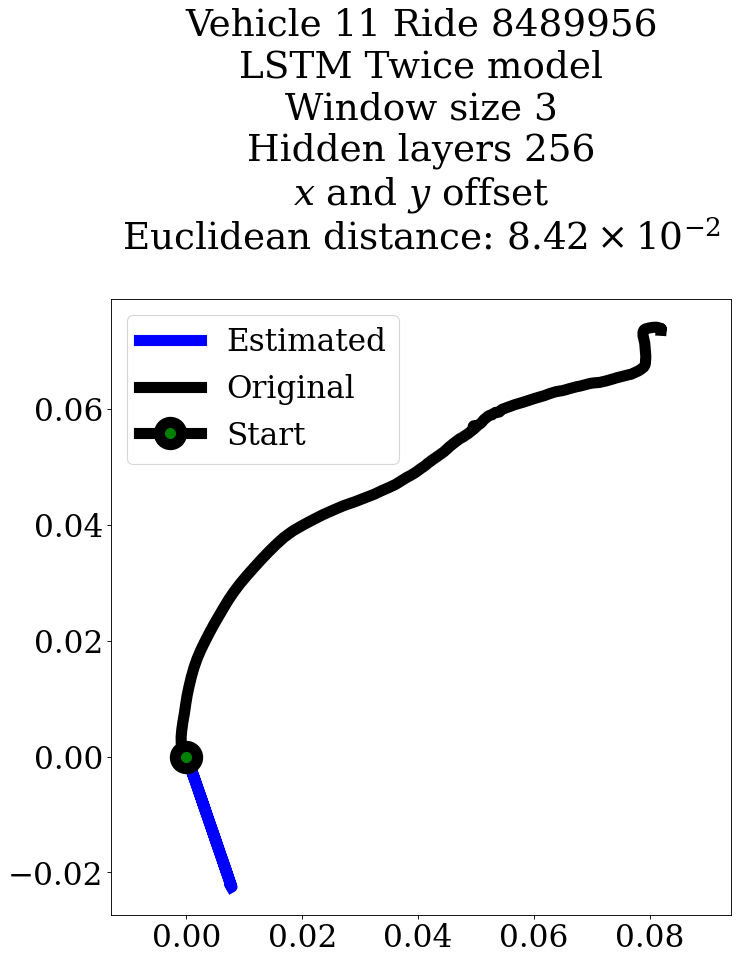 Vehicle 11 Ride 8489956
LSTM Twice model
Window size 3
Hidden layers 256
x and y offset
Euclidean distance: 8.42 × 10⁻²
Estimated
Original
Start
0.06
0.04
0.02
0.00
−0.02
0.00 0.02 0.04 0.06 0.08